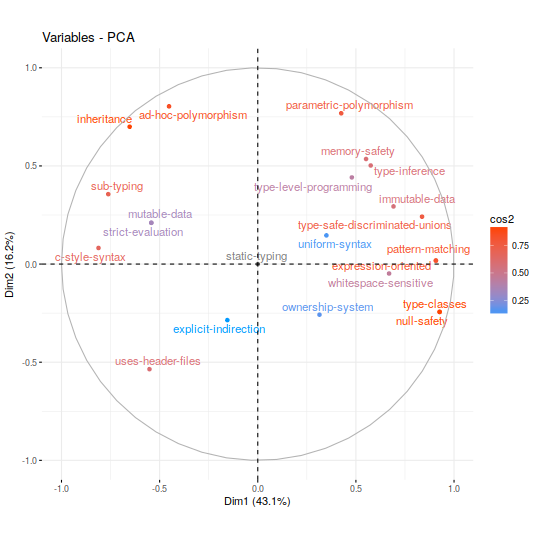 Variables - PCA
1.0
0.5
0.0
-0.5
-1.0
Dim2 (16.2%)
inheritance
ad-hoc-polymorphism
parametric-polymorphism
memory-safety
type-inference
sub-typing
type-level-programming
immutable-data
mutable-data
strict-evaluation
type-safe-discriminated-unions
uniform-syntax
c-style-syntax
static-typing
pattern-matching
expression-oriented
whitespace-sensitive
ownership-system
type-classes
explicit-indirection
null-safety
uses-header-files
-1.0
-0.5
0.0
0.5
1.0
Dim1 (43.1%)
cos2
0.75
0.50
0.25